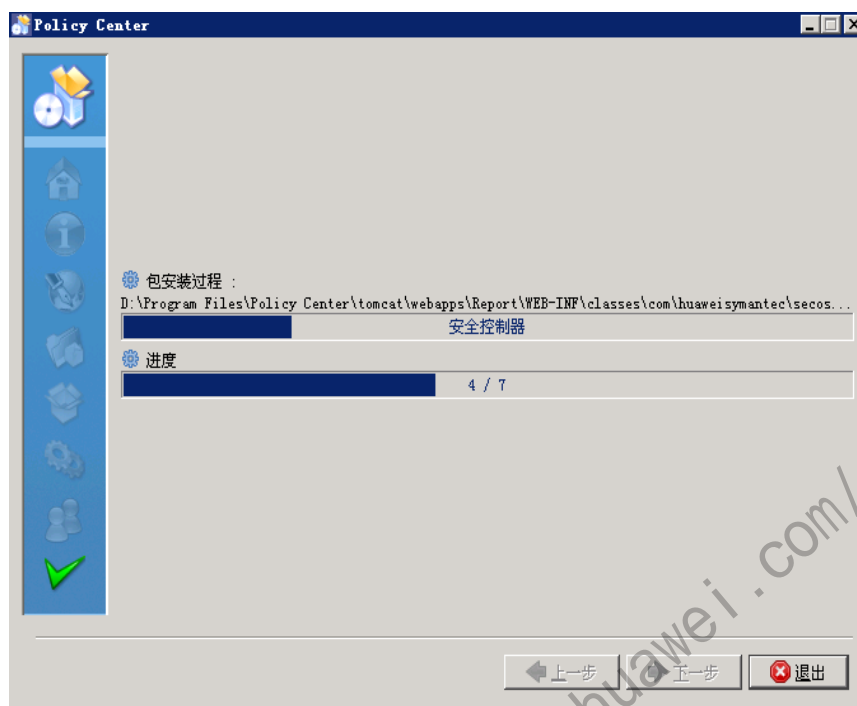 Policy Center
包安装过程 :
D:\Program Files\Policy Center\tomcat\webapps\Report\WEB-INF\classes\com\huaweisymantec\secos...
安全控制器
进度
4 / 7
上一步
下一步
退出
huawei.com/